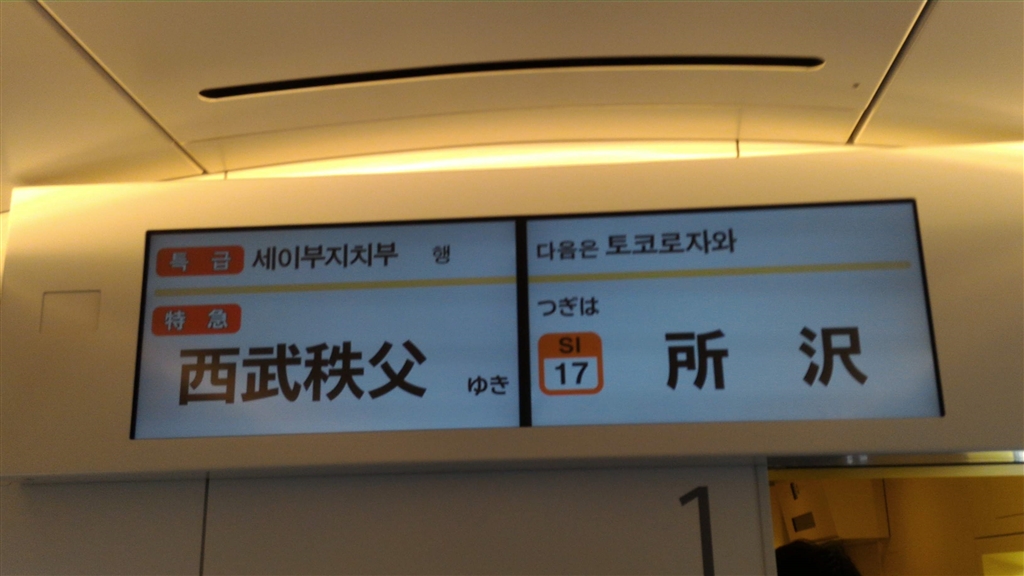 특급 세이부지치부 행
特急
西武秩父 ゆき
다음은 토코로자와
つぎは
SI
17 所沢
1